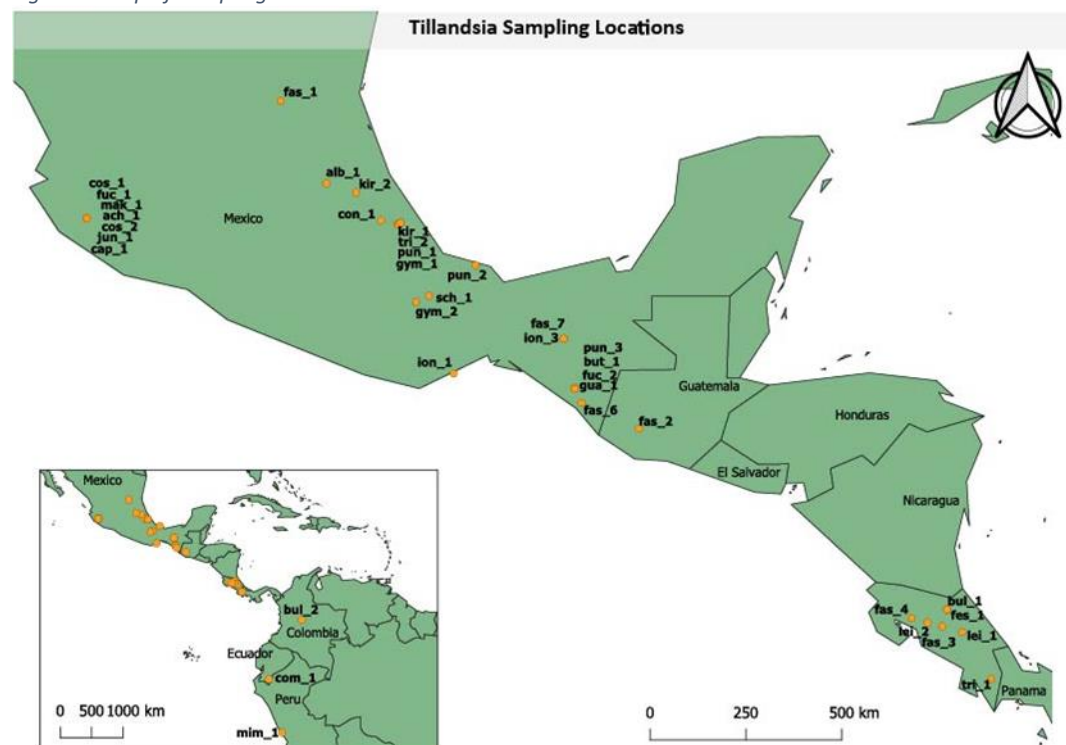 Tillandsia Sampling Locations
fas_1
alb_1
kir_2
cos_1
fuc_1
mak_1
ach_1
cos_2
jun_1
cap_1
Mexico
con_1
kir_1
tri_2
pun_1
gym_1
pun_2
sch_1
gym_2
fas_7
ion_3
pun_3
but_1
fuc_2
gua_1
fas_6
ion_1
Guatemala
fas_2
Honduras
El Salvador
Nicaragua
bul_1
fas_4
fes_1
lei_2
fas_3
lei_1
tri_1
Panama
0 250 500 km
Mexico
bul_2
Colombia
Ecuador
com_1
Peru
mim_1
0 500 1000 km